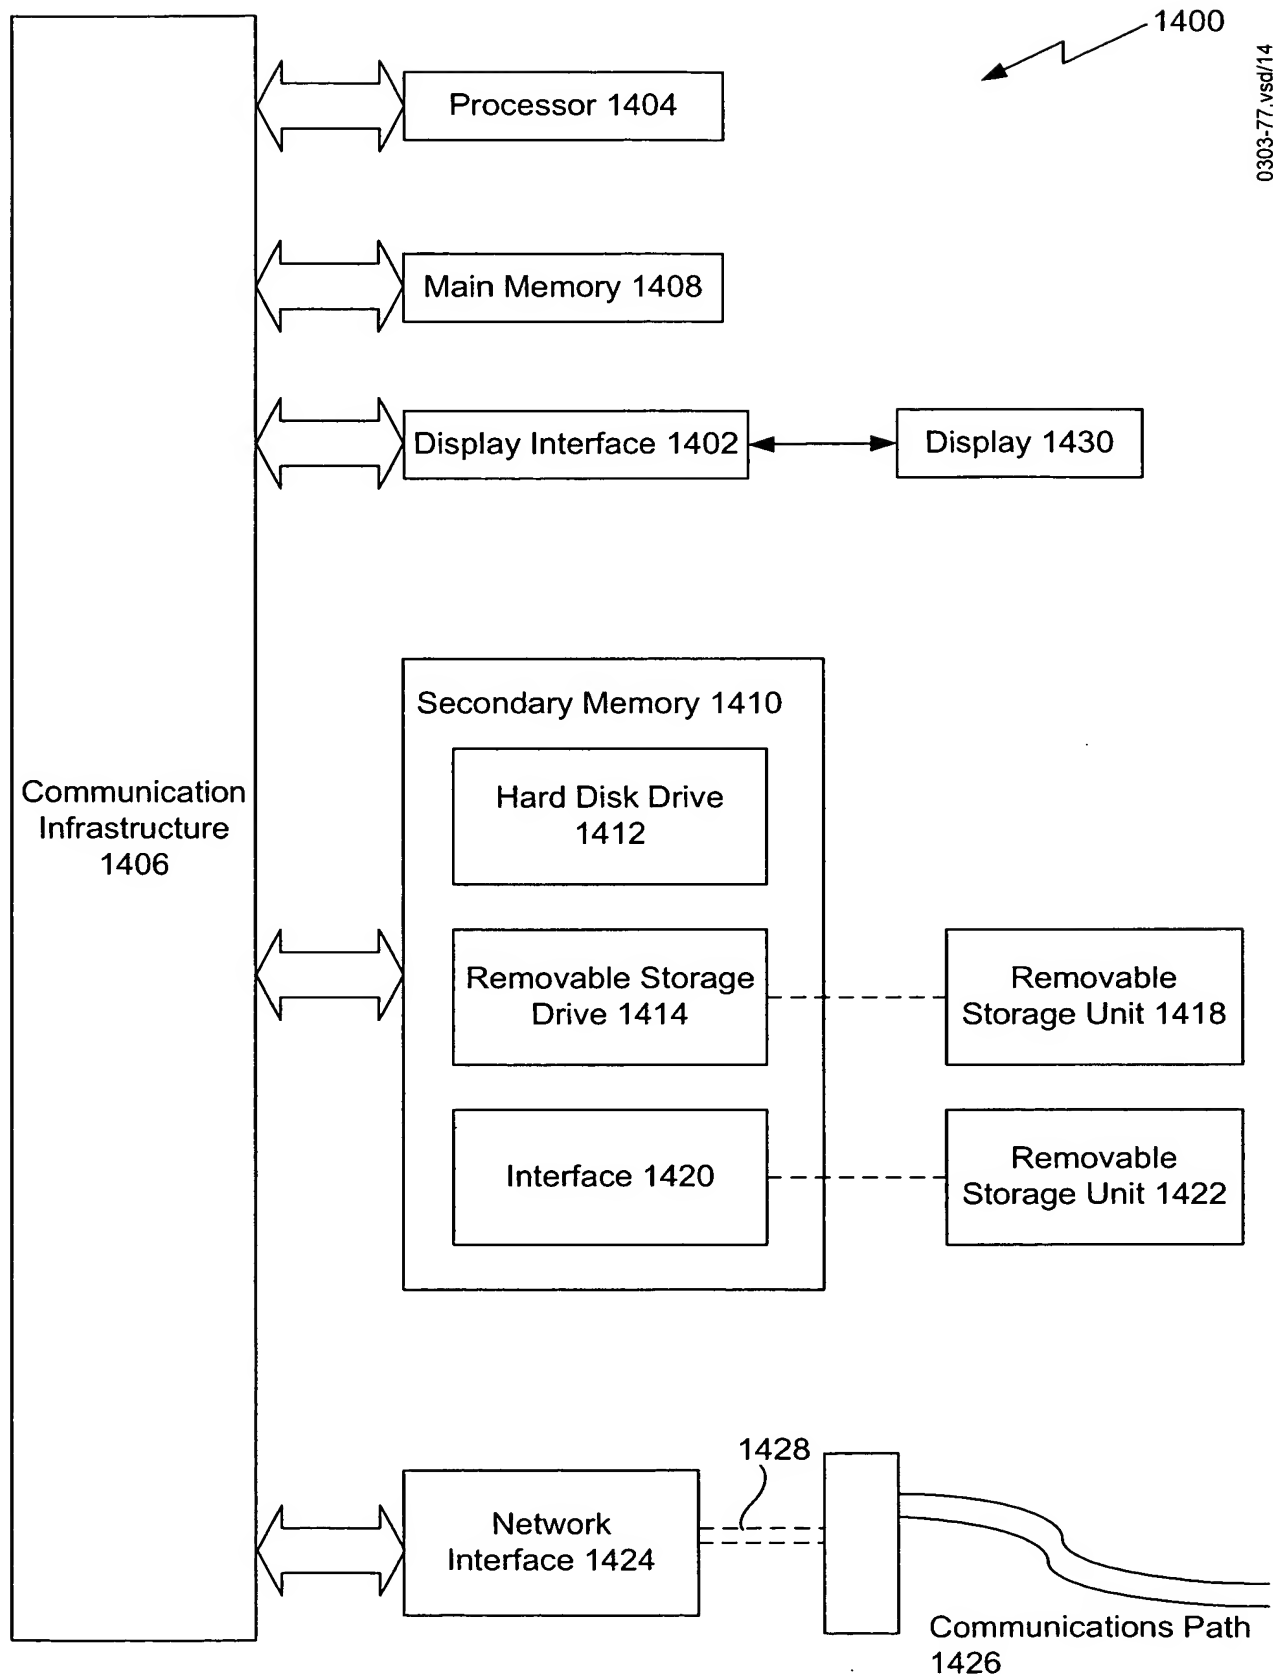 1400
0303-77.vsd/14
Processor 1404
Main Memory 1408
Display Interface 1402
Display 1430
Secondary Memory 1410
Hard Disk Drive
1412
Communication
Infrastructure
1406
Removable Storage
Drive 1414
Removable
Storage Unit 1418
Interface 1420
Removable
Storage Unit 1422
1428
Network
Interface 1424
Communications Path
1426